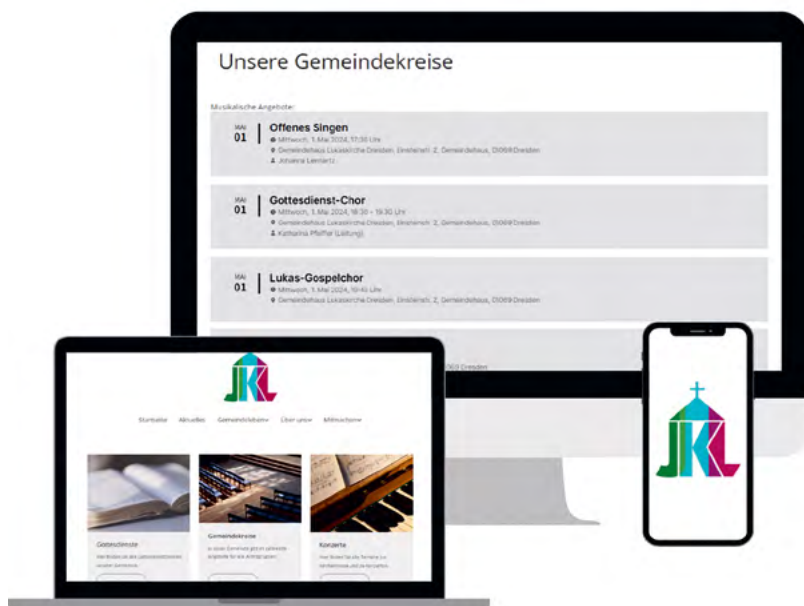 Unsere Gemeindekreise
Musikalische Angebote:
MAI
01
Offenes Singen
Mittwoch, 1. Mai 2024, 17:30 Uhr
Gemeindehaus Lukaskirche Dresden, Einsteinstr. 2, Gemeindehaus, 01069 Dresden
Johanna
MAI
01
Gottesdienst-Chor
Mittwoch, 1. Mai 2024, 18:30 - 19:30 Uhr
Gemeindehaus Lukaskirche Dresden, Einsteinstr. 2, Gemeindehaus, 01069 Dresden
Katharina Pfeiffer (Leitung)
MAI
01
Lukas-Gospelchor
Mittwoch, 1. Mai 2024, 19:40 Uhr
Gemeindehaus Lukaskirche Dresden, Einsteinstr. 2, Gemeindehaus, 01069 Dresden
Dresden
JKL
Startseite Aktuelles Gemeindeleben Über uns Mitmachen
Gottesdienste
Gemeindekreise
Konzerte
JKL